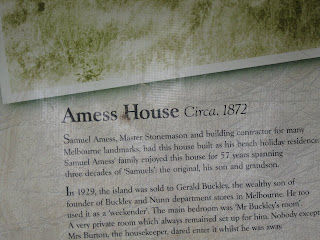 Amess House Circa. 1872
Samuel Amess, Master Stonemason and building contractor for many
Melbourne landmarks, had this house built as his beach holiday residence.
Samuel Amess' family enjoyed this house for 57 years spanning
three decades of 'Samuels': the original, his son and grandson.
In 1929, the island was sold to Gerald Buckley, the wealthy son of
founder of Buckley and Nunn department stores in Melbourne. He too
used it as a 'weekender'. The main bedroom was 'Mr Buckley's room'.
A very private room which always remained set up for him. Nobody except
Mrs Burton, the housekeeper, dared enter it whilst he was away.